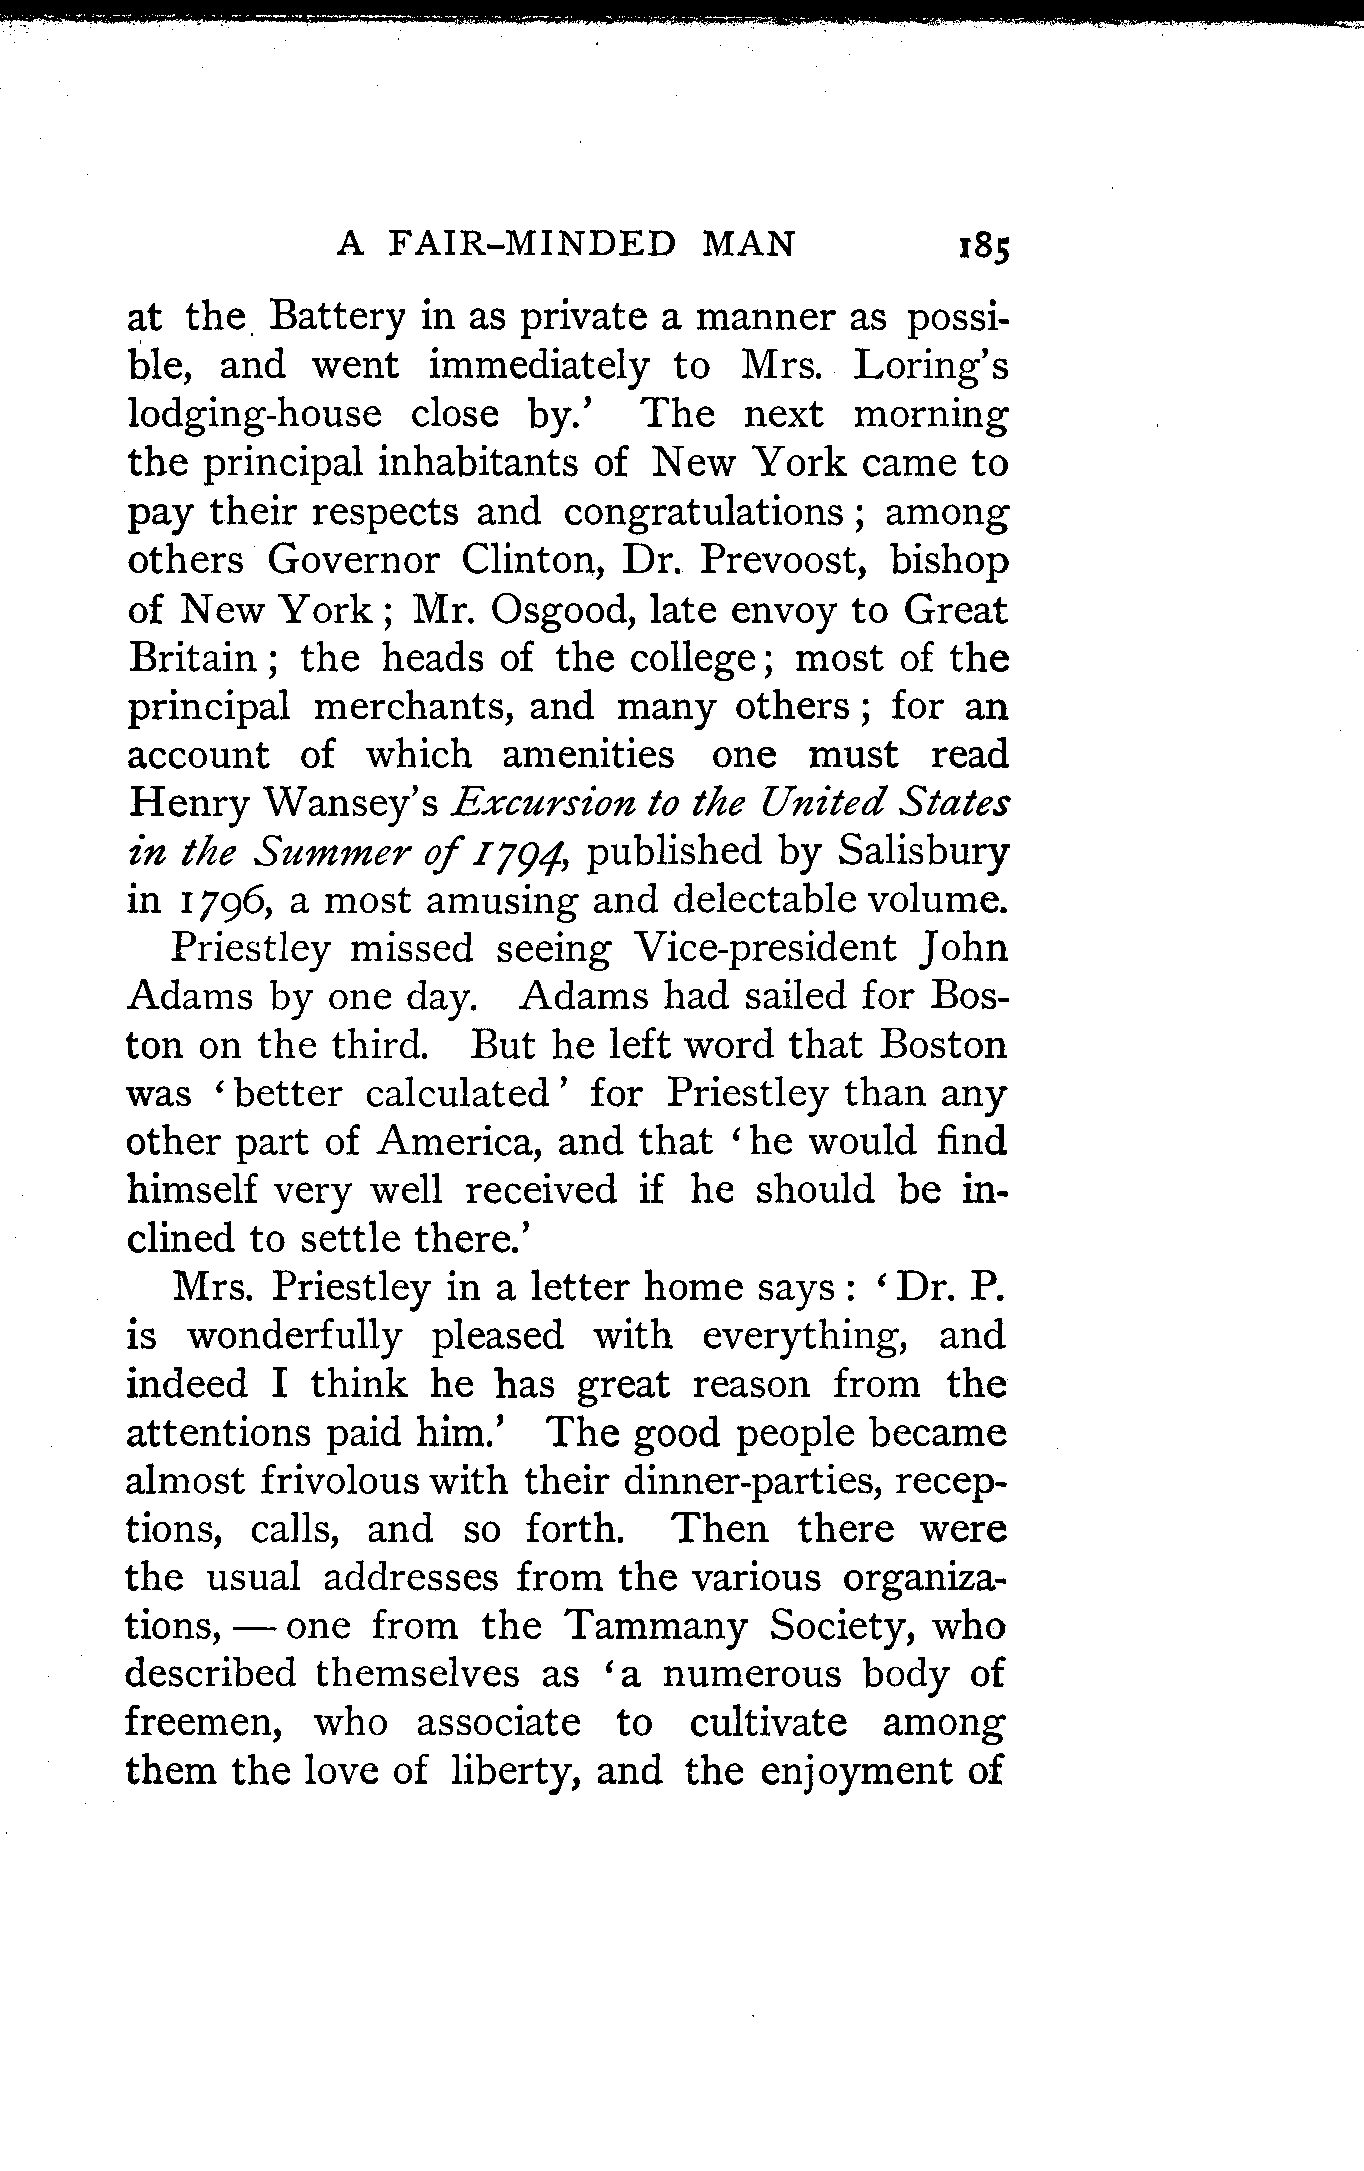 A FAIR-MINDED MAN 185
at the Battery in as private a manner as possi-
ble, and went immediately to Mrs. Loring's
lodging-house close by.' The next morning
the principal inhabitants of New York came to
pay their respects and congratulations ; among
others Governor Clinton, Dr. Prevoost, bishop
of New York ; Mr. Osgood, late envoy to Great
Britain ; the heads of the college ; most of the
principal merchants, and many others ; for an
account of which amenities one must read
Henry Wansey's Excursion to the United States
in the Summer of 1794, published by Salisbury
in 1796, a most amusing and delectable volume.
Priestley missed seeing Vice-president John
Adams by one day. Adams had sailed for Bos-
ton on the third. But he left word that Boston
was ‘better calculated’ for Priestley than any
other part of America, and that ‘he would find
himself very well received if he should be in-
clined to settle there.’
Mrs. Priestley in a letter home says : ‘Dr. P.
is wonderfully pleased with everything, and
indeed I think he has great reason from the
attentions paid him.’ The good people became
almost frivolous with their dinner-parties, recep-
tions, calls, and so forth. Then there were
the usual addresses from the various organiza-
tions, — one from the Tammany Society, who
described themselves as ‘a numerous body of
freemen, who associate to cultivate among
them the love of liberty, and the enjoyment of